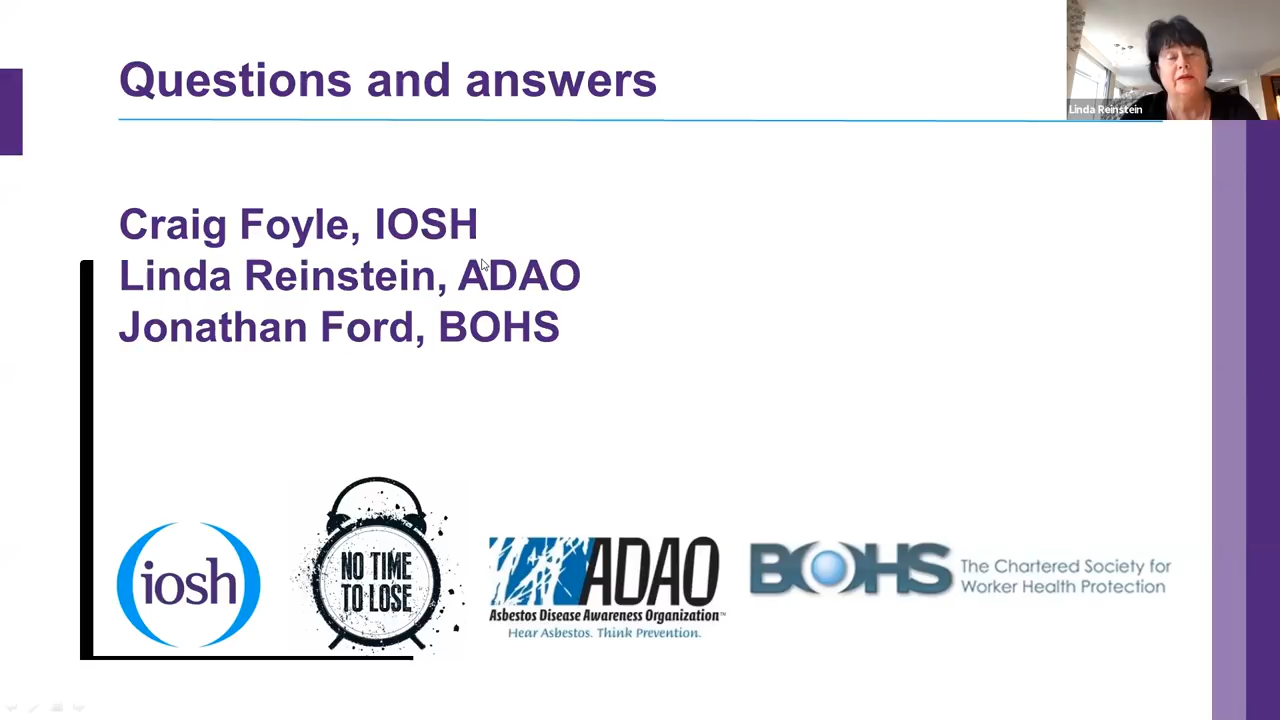 Questions and answers
Linda Reinstein
Craig Foyle, IOSH
Linda Reinstein, ADAO
Jonathan Ford, BOHS
iosh
NO TIME
TO LOSE
ADAO
Asbestos Disease Awareness Organization™
Hear Asbestos. Think Prevention.
BOHS
The Chartered Society for
Worker Health Protection